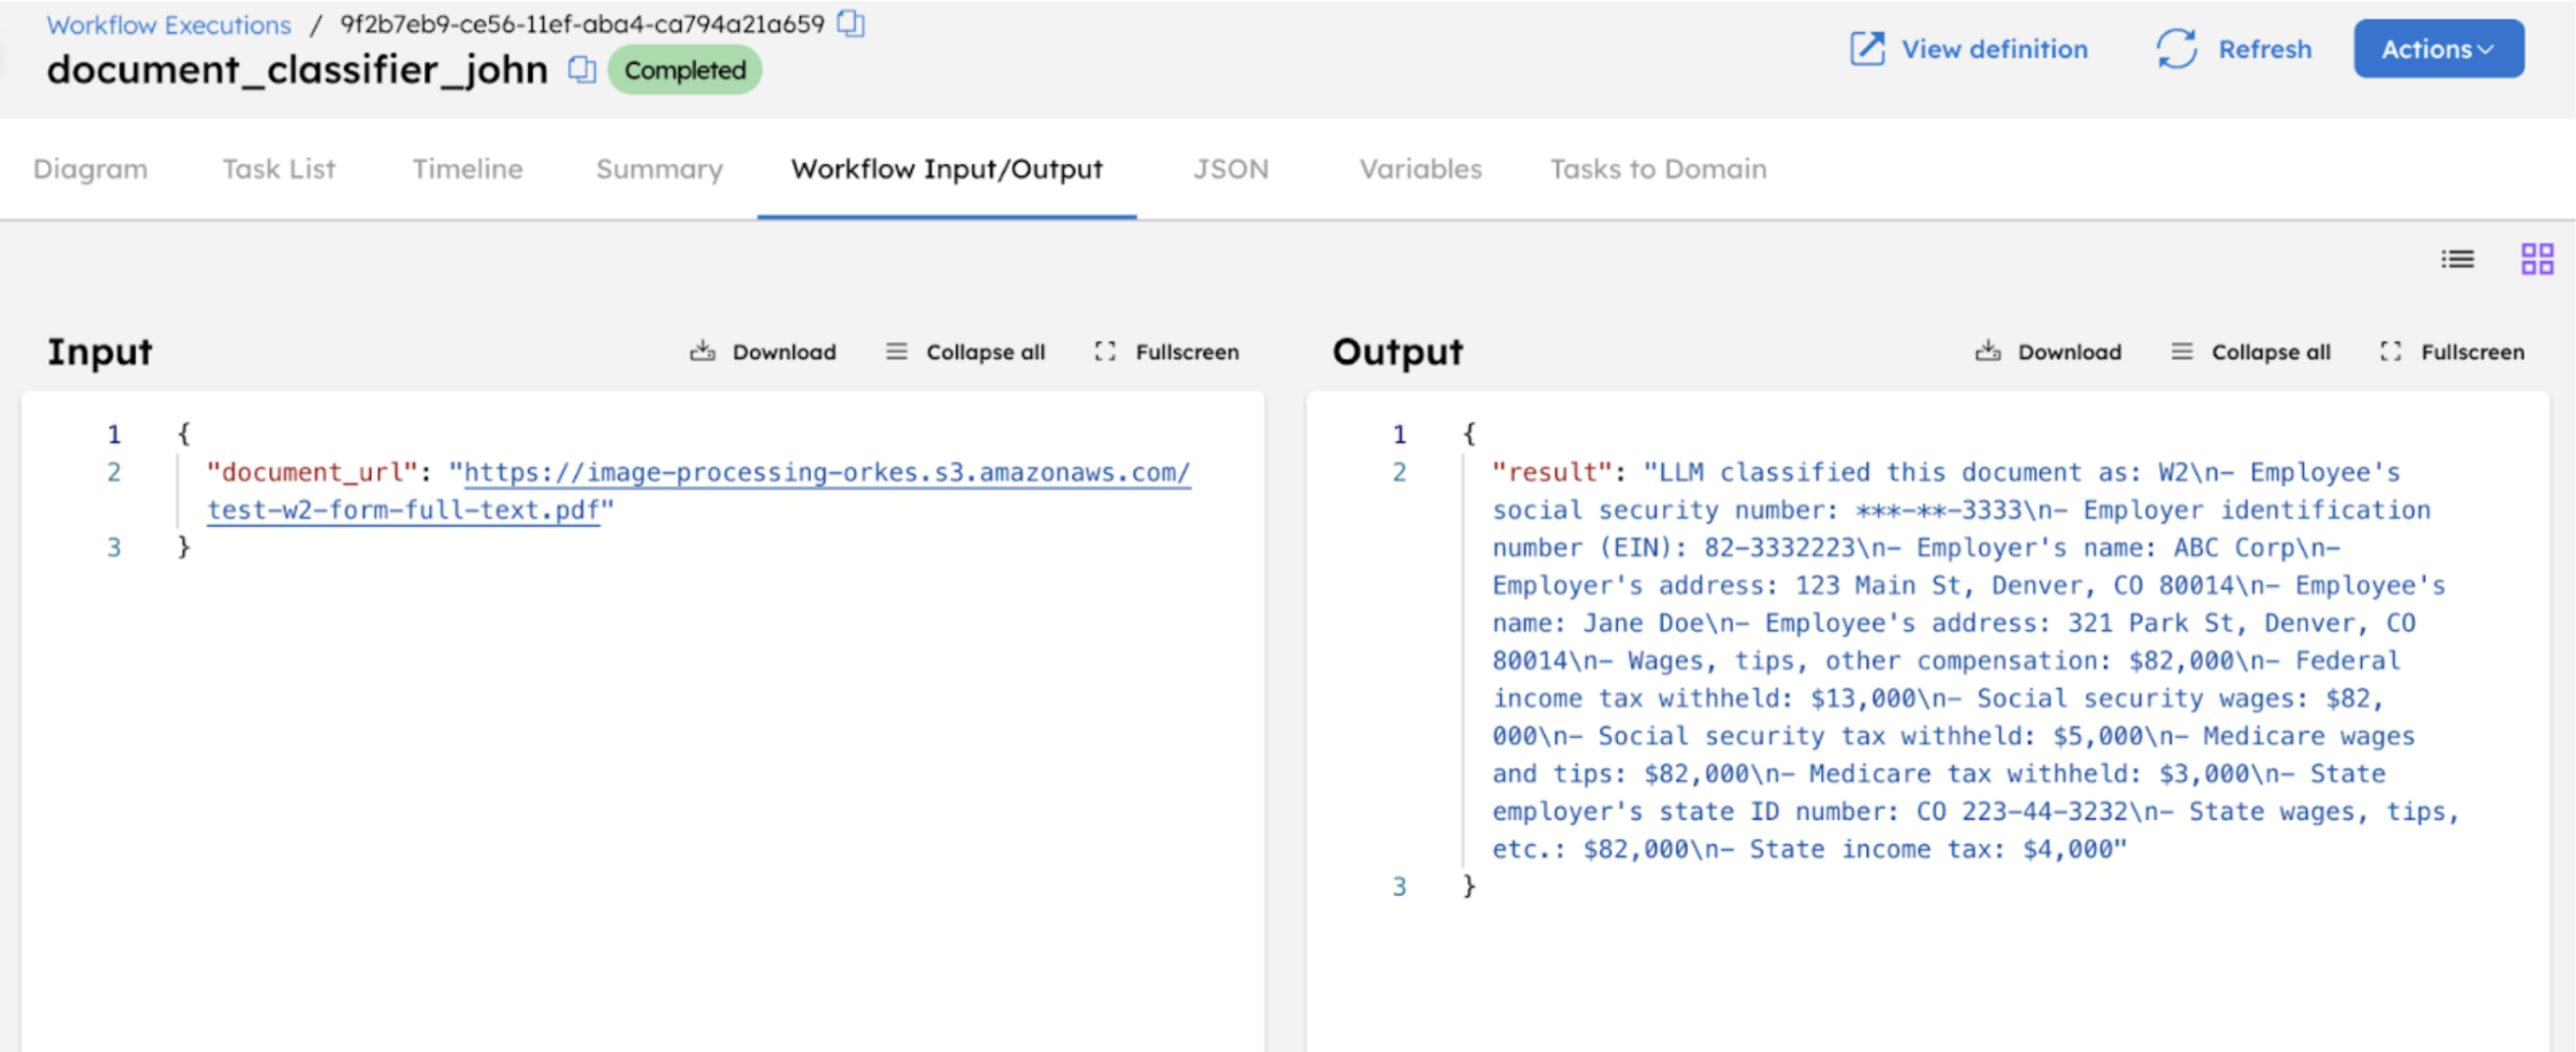 Workflow Executions / 9f2b7eb9-ce56-11ef-aba4-ca794a21a659
document_classifier_john Completed
View definition Refresh Actions
Diagram Task List Timeline Summary Workflow Input/Output JSON Variables Tasks to Domain
Input Download Collapse all Fullscreen
1 {
2 "document_url": "https://image-processing-orkes.s3.amazonaws.com/
test-w2-form-full-text.pdf"
3 }
Output Download Collapse all Fullscreen
1 {
2 "result": "LLM classified this document as: W2\n- Employee's
social security number: ***-**-3333\n- Employer identification
number (EIN): 82-3332223\n- Employer's name: ABC Corp\n-
Employer's address: 123 Main St, Denver, CO 80014\n- Employee's
name: Jane Doe\n- Employee's address: 321 Park St, Denver, CO
80014\n- Wages, tips, other compensation: $82,000\n- Federal
income tax withheld: $13,000\n- Social security wages: $82,
000\n- Social security tax withheld: $5,000\n- Medicare wages
and tips: $82,000\n- Medicare tax withheld: $3,000\n- State
employer's state ID number: CO 223-44-3232\n- State wages, tips,
etc.: $82,000\n- State income tax: $4,000"
3 }